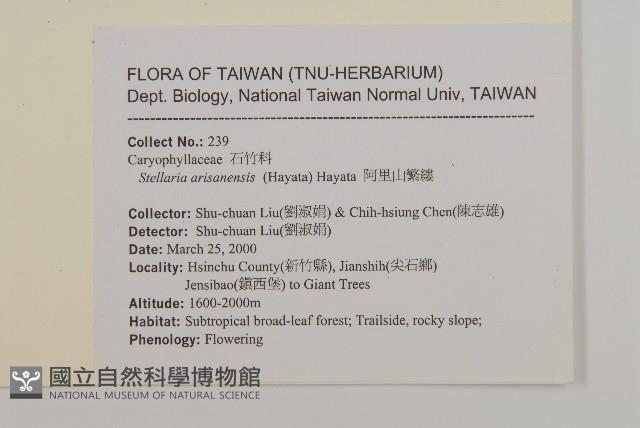 FLORA OF TAIWAN (TNU-HERBARIUM)
Dept. Biology, National Taiwan Normal Univ, TAIWAN
Collect No.: 239
Caryophyllaceae 石竹科
Stellaria arisanensis (Hayata) Hayata 阿里山繁縷
Collector: Shu-chuan Liu(劉淑娟) & Chih-hsiung Chen(陳志雄)
Detector: Shu-chuan Liu(劉淑娟)
Date: March 25, 2000
Locality: Hsinchu County(新竹縣), Jianshih(尖石鄉)
Jensibao(鎮西堡) to Giant Trees
Altitude: 1600-2000m
Habitat: Subtropical broad-leaf forest; Trailside, rocky slope;
Phenology: Flowering
國立自然科學博物館
NATIONAL MUSEUM OF NATURAL SCIENCE